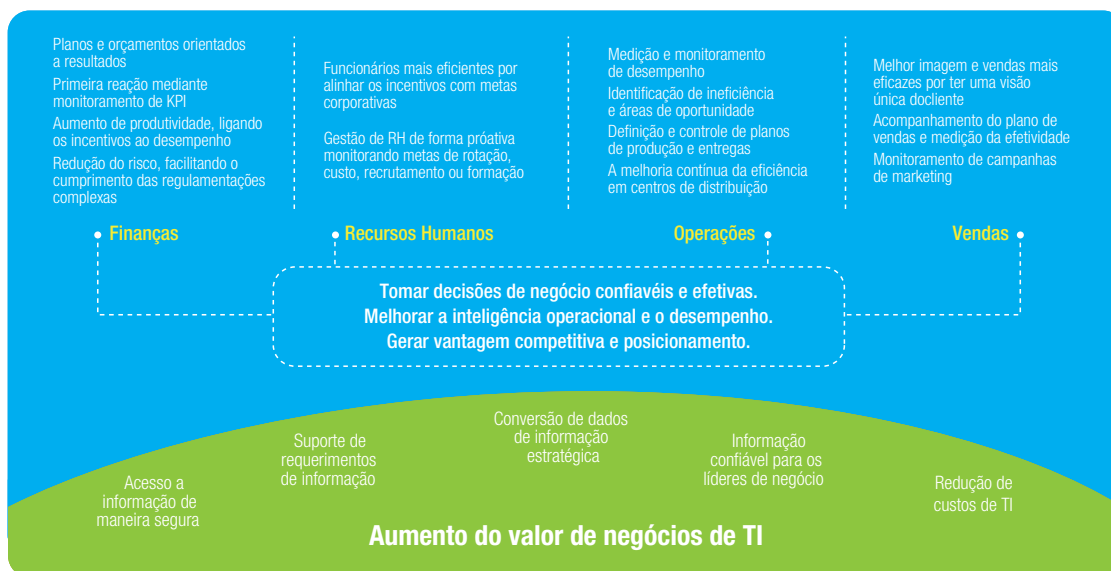 Planos e orçamentos orientados
a resultados
Primeira reação mediante
monitoramento de KPI
Aumento de produtividade, ligando
os incentivos ao desempenho
Redução do risco, facilitando o
cumprimento das regulamentações
complexas
Finanças
Funcionários mais eficientes por
alinhar os incentivos com metas
corporativas
Gestão de RH de forma próativa
monitorando metas de rotação,
custo, recrutamento ou formação
Recursos Humanos
Medição e monitoramento
de desempenho
Identificação de ineficiência
e áreas de oportunidade
Definição e controle de planos
de produção e entregas
A melhoria contínua da eficiência
em centros de distribuição
Operações
Melhor imagem e vendas mais
eficazes por ter uma visão
única docliente
Acompanhamento do plano de
vendas e medição da efetividade
Monitoramento de campanhas
de marketing
Vendas
Tomar decisões de negócio confiavéis e efetivas.
Melhorar a inteligência operacional e o desempenho.
Gerar vantagem competitiva e posicionamento.
Acesso a
informação de
maneira segura
Suporte de
requerimentos
de informação
Conversão de dados
de informação
estratégica
Informação
confiável para os
líderes de negócio
Redução de
custos de TI
Aumento do valor de negócios de TI